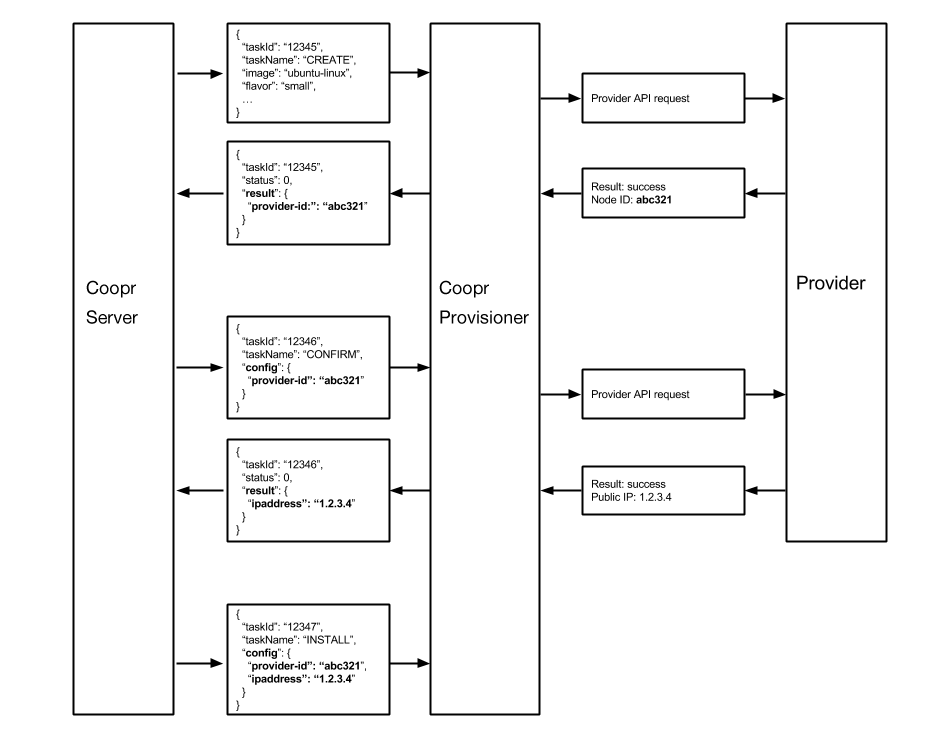 {
"taskId": “12345”,
“taskName”: “CREATE”,
“image”: “ubuntu-linux”,
“flavor”: “small”,
…
}
Provider API request
{
“taskId”: “12345”,
“status”: 0,
“result”: {
“provider-id:”: “abc321”
}
}
Result: success
Node ID: abc321
Coopr
Server
Coopr
Provisioner
Provider
{
“taskId”: “12346”,
“taskName”: “CONFIRM”,
“config”: {
“provider-id”: “abc321”
}
}
Provider API request
{
“taskId”: “12346”,
“status”: 0,
“result”: {
“ipaddress”: “1.2.3.4”
}
}
Result: success
Public IP: 1.2.3.4
{
“taskId”: “12347”,
“taskName”: “INSTALL”,
“config”: {
“provider-id”: “abc321”,
“ipaddress”: “1.2.3.4”
}
}